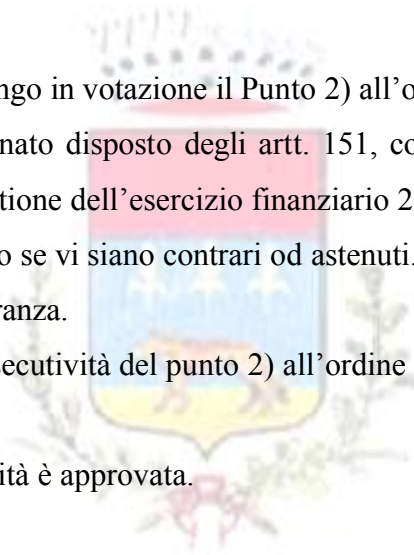 ngo in votazione il Punto 2) all’o
nato disposto degli artt. 151, co
tione dell’esercizio finanziario 2
o se vi siano contrari od astenuti.
ranza.
ecutività del punto 2) all’ordine
ità è approvata.